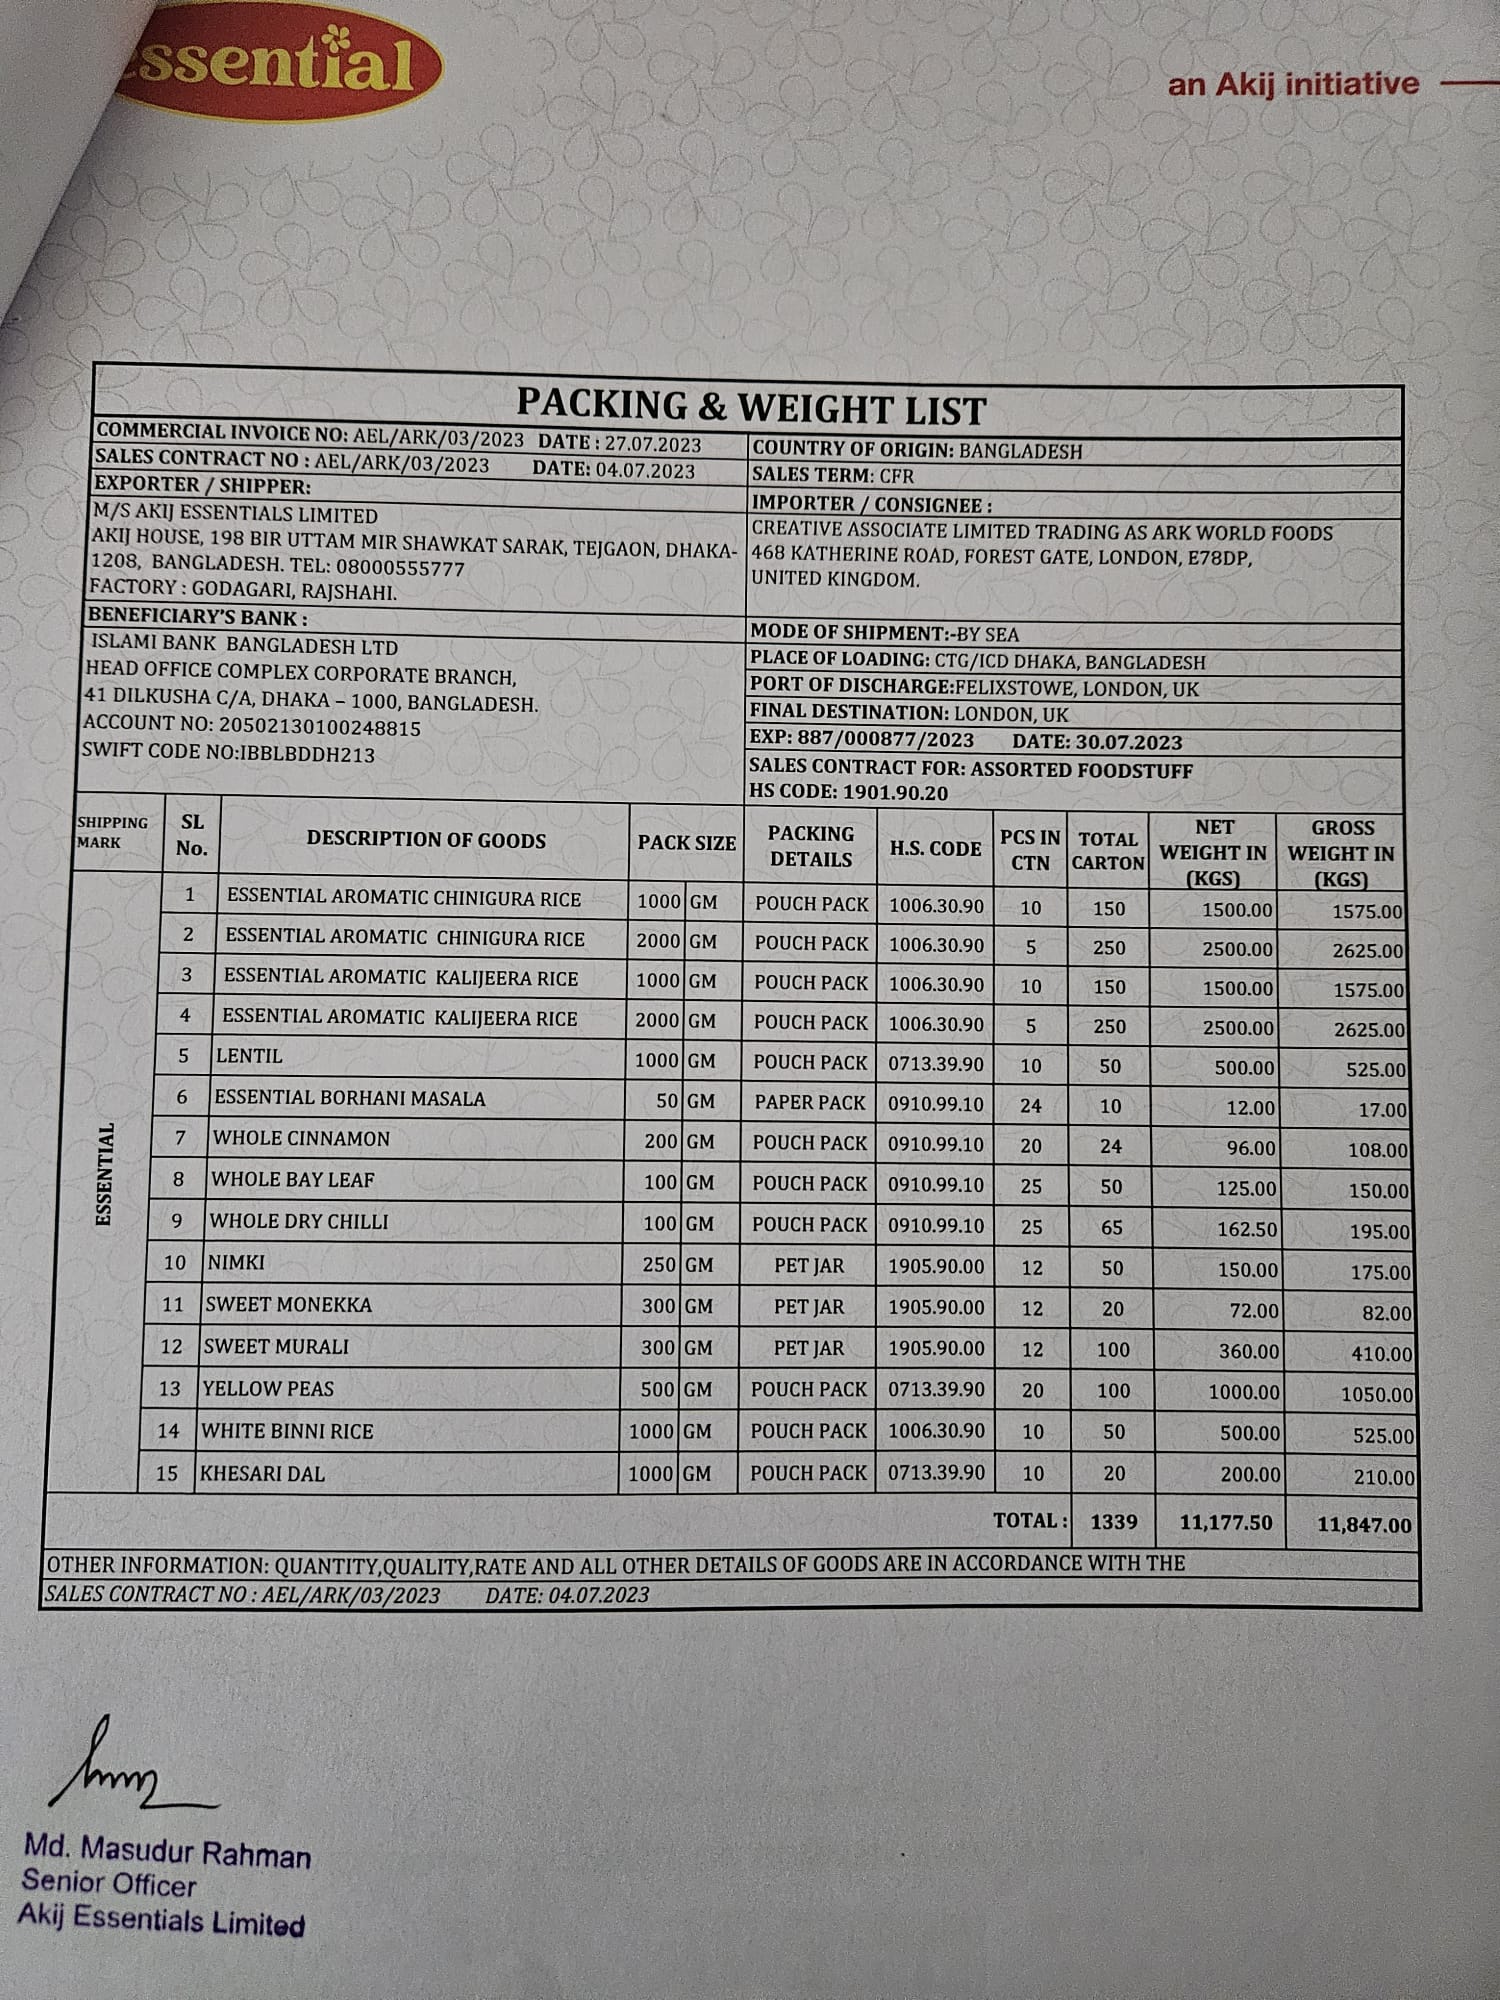 essential
an Akij initiative
PACKING & WEIGHT LIST
COMMERCIAL INVOICE NO: AEL/ARK/03/2023 DATE : 27.07.2023
SALES CONTRACT NO : AEL/ARK/03/2023 DATE: 04.07.2023
EXPORTER / SHIPPER:
M/S AKIJ ESSENTIALS LIMITED
AKIJ HOUSE, 198 BIR UTTAM MIR SHAWKAT SARAK, TEJGAON, DHAKA-
1208, BANGLADESH. TEL: 08000555777
FACTORY : GODAGARI, RAJSHAHI.
BENEFICIARY'S BANK :
ISLAMI BANK BANGLADESH LTD
HEAD OFFICE COMPLEX CORPORATE BRANCH,
41 DILKUSHA C/A, DHAKA – 1000, BANGLADESH.
ACCOUNT NO: 20502130100248815
SWIFT CODE NO:IBBLBDDH213
COUNTRY OF ORIGIN: BANGLADESH
SALES TERM: CFR
IMPORTER / CONSIGNEE :
CREATIVE ASSOCIATE LIMITED TRADING AS ARK WORLD FOODS
468 KATHERINE ROAD, FOREST GATE, LONDON, E78DP,
UNITED KINGDOM.
MODE OF SHIPMENT:-BY SEA
PLACE OF LOADING: CTG/ICD DHAKA, BANGLADESH
PORT OF DISCHARGE:FELIXSTOWE, LONDON, UK
FINAL DESTINATION: LONDON, UK
EXP: 887/000877/2023 DATE: 30.07.2023
SALES CONTRACT FOR: ASSORTED FOODSTUFF
HS CODE: 1901.90.20
SHIPPING MARK SL No. DESCRIPTION OF GOODS PACK SIZE PACKING DETAILS H.S. CODE PCS IN CTN TOTAL CARTON NET WEIGHT IN (KGS) GROSS WEIGHT IN (KGS)
ESSENTIAL
1 ESSENTIAL AROMATIC CHINIGURA RICE 1000 GM POUCH PACK 1006.30.90 10 150 1500.00 1575.00
2 ESSENTIAL AROMATIC CHINIGURA RICE 2000 GM POUCH PACK 1006.30.90 5 250 2500.00 2625.00
3 ESSENTIAL AROMATIC KALIJEERA RICE 1000 GM POUCH PACK 1006.30.90 10 150 1500.00 1575.00
4 ESSENTIAL AROMATIC KALIJEERA RICE 2000 GM POUCH PACK 1006.30.90 5 250 2500.00 2625.00
5 LENTIL 1000 GM POUCH PACK 0713.39.90 10 50 500.00 525.00
6 ESSENTIAL BORHANI MASALA 50 GM PAPER PACK 0910.99.10 24 10 12.00 17.00
7 WHOLE CINNAMON 200 GM POUCH PACK 0910.99.10 20 24 96.00 108.00
8 WHOLE BAY LEAF 100 GM POUCH PACK 0910.99.10 25 50 125.00 150.00
9 WHOLE DRY CHILLI 100 GM POUCH PACK 0910.99.10 25 65 162.50 195.00
10 NIMKI 250 GM PET JAR 1905.90.00 12 50 150.00 175.00
11 SWEET MONEKKA 300 GM PET JAR 1905.90.00 12 20 72.00 82.00
12 SWEET MURALI 300 GM PET JAR 1905.90.00 12 100 360.00 410.00
13 YELLOW PEAS 500 GM POUCH PACK 0713.39.90 20 100 1000.00 1050.00
14 WHITE BINNI RICE 1000 GM POUCH PACK 1006.30.90 10 50 500.00 525.00
15 KHESARI DAL 1000 GM POUCH PACK 0713.39.90 10 20 200.00 210.00
TOTAL : 1339 11,177.50 11,847.00
OTHER INFORMATION: QUANTITY,QUALITY,RATE AND ALL OTHER DETAILS OF GOODS ARE IN ACCORDANCE WITH THE
SALES CONTRACT NO : AEL/ARK/03/2023 DATE: 04.07.2023
Md. Masudur Rahman
Senior Officer
Akij Essentials Limited